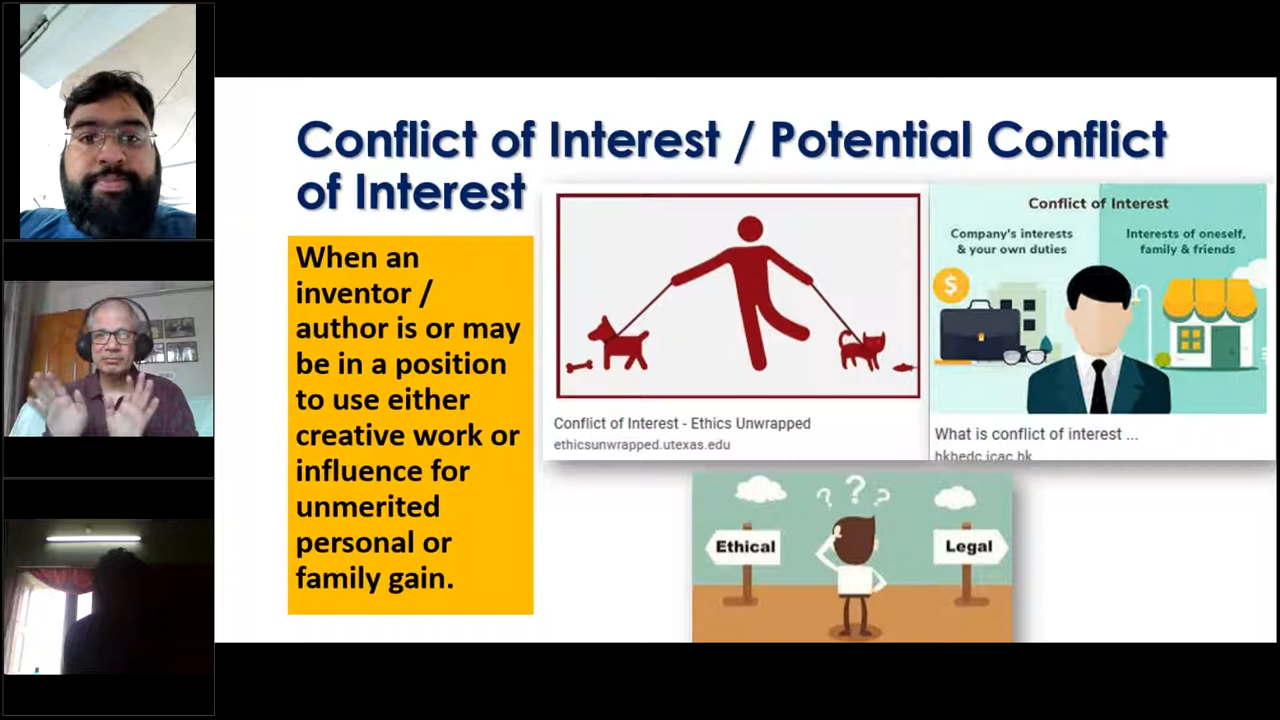 Conflict of Interest / Potential Conflict
of Interest
When an
inventor /
author is or may
be in a position
to use either
creative work or
influence for
unmerited
personal or
family gain.
Conflict of Interest - Ethics Unwrapped
ethicsunwrapped.utexas.edu
Conflict of Interest
Company's interests
& your own duties
Interests of oneself,
family & friends
$
What is conflict of interest ...
hkbedc.icac.hk
? ? ?
Ethical
Legal